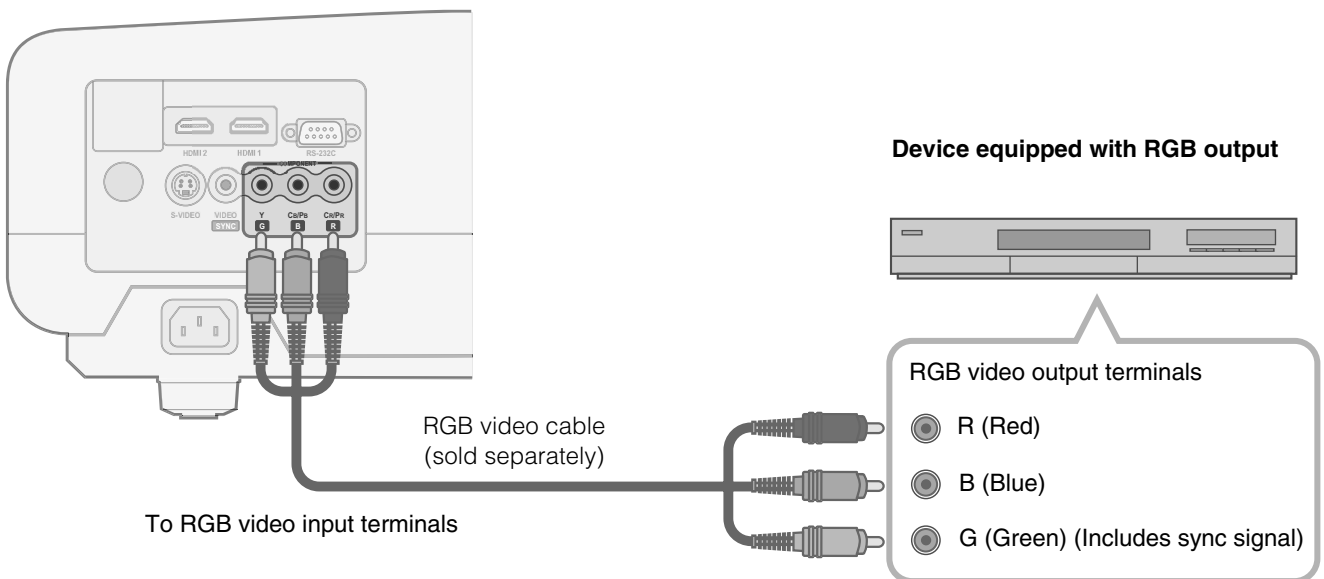 HDMI 2 HDMI 1 RS-232C
COMPONENT
S-VIDEO VIDEO Y CB/PB CR/PR
SYNC G B R
Device equipped with RGB output
RGB video output terminals
R (Red)
B (Blue)
G (Green) (Includes sync signal)
RGB video cable
(sold separately)
To RGB video input terminals